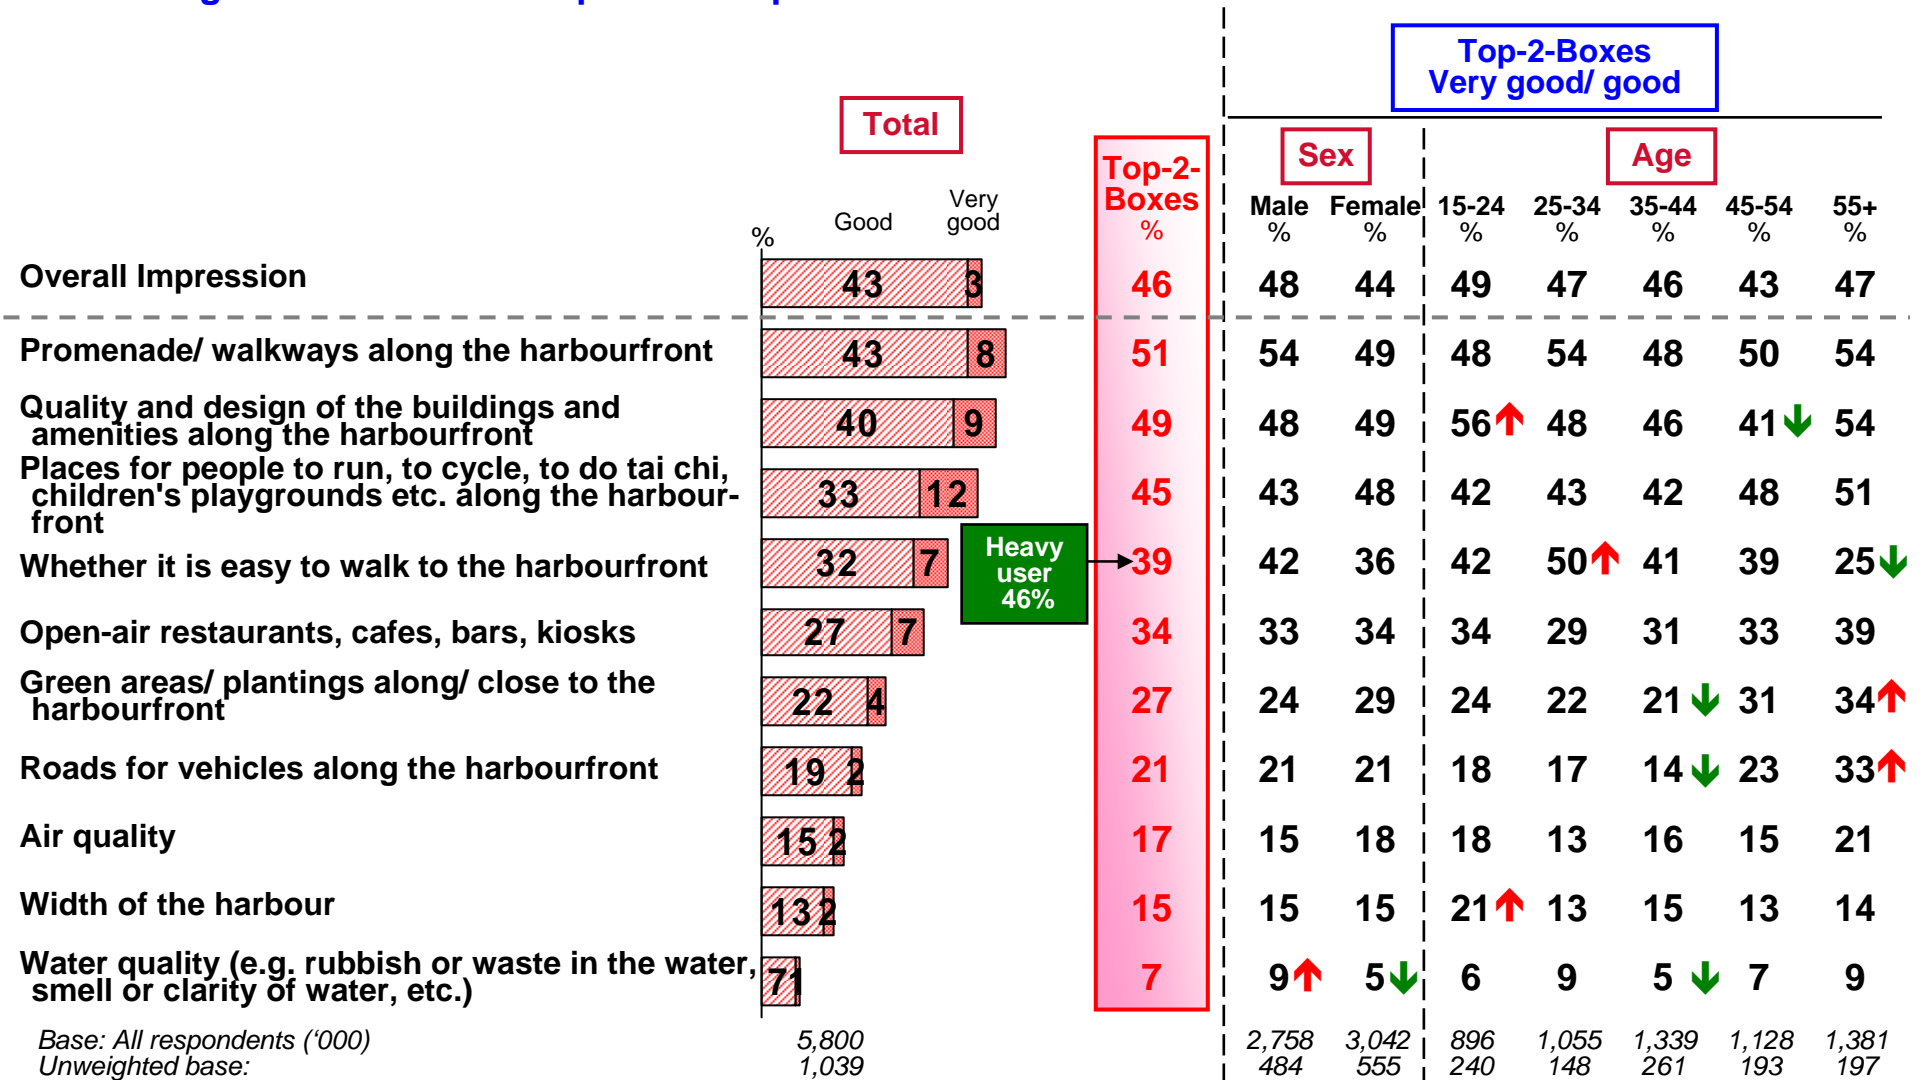 Top-2-Boxes
Very good/ good
Total
Sex
Age
Top-2-
Boxes
%
Good
Very
good
%
Male Female 15-24 25-34 35-44 45-54 55+
% % % % % % %
Overall Impression 43 3 46 48 44 49 47 46 43 47
Promenade/ walkways along the harbourfront 43 8 51 54 49 48 54 48 50 54
Quality and design of the buildings and
amenities along the harbourfront 40 9 49 48 49 56 48 46 41 54
Places for people to run, to cycle, to do tai chi,
children's playgrounds etc. along the harbour-
front 33 12 45 43 48 42 43 42 48 51
Heavy
user
46%
Whether it is easy to walk to the harbourfront 32 7 39 42 36 42 50 41 39 25
Open-air restaurants, cafes, bars, kiosks 27 7 34 33 34 34 29 31 33 39
Green areas/ plantings along/ close to the
harbourfront 22 4 27 24 29 24 22 21 31 34
Roads for vehicles along the harbourfront 19 2 21 21 21 18 17 14 23 33
Air quality 15 2 17 15 18 18 13 16 15 21
Width of the harbour 13 2 15 15 15 21 13 15 13 14
Water quality (e.g. rubbish or waste in the water,
smell or clarity of water, etc.) 7 1 7 9 5 6 9 5 7 9
Base: All respondents (‘000) 5,800 2,758 3,042 896 1,055 1,339 1,128 1,381
Unweighted base: 1,039 484 555 240 148 261 193 197